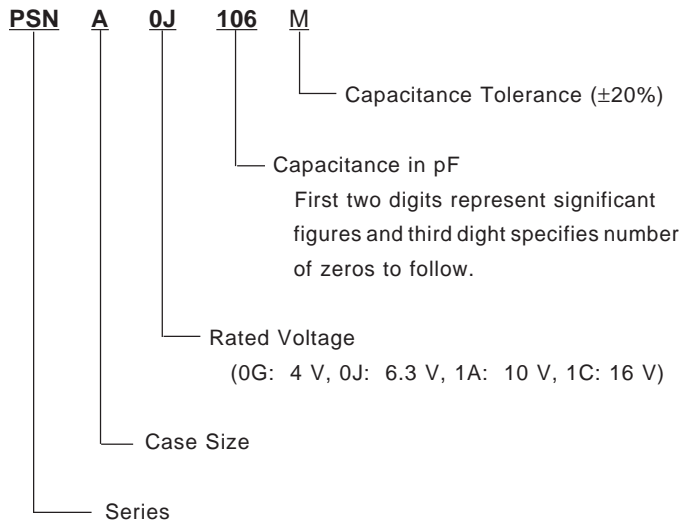 PSN A 0J 106 M
Capacitance Tolerance (±20%)
Capacitance in pF
First two digits represent significant
figures and third dight specifies number
of zeros to follow.
Rated Voltage
(0G: 4 V, 0J: 6.3 V, 1A: 10 V, 1C: 16 V)
Case Size
Series